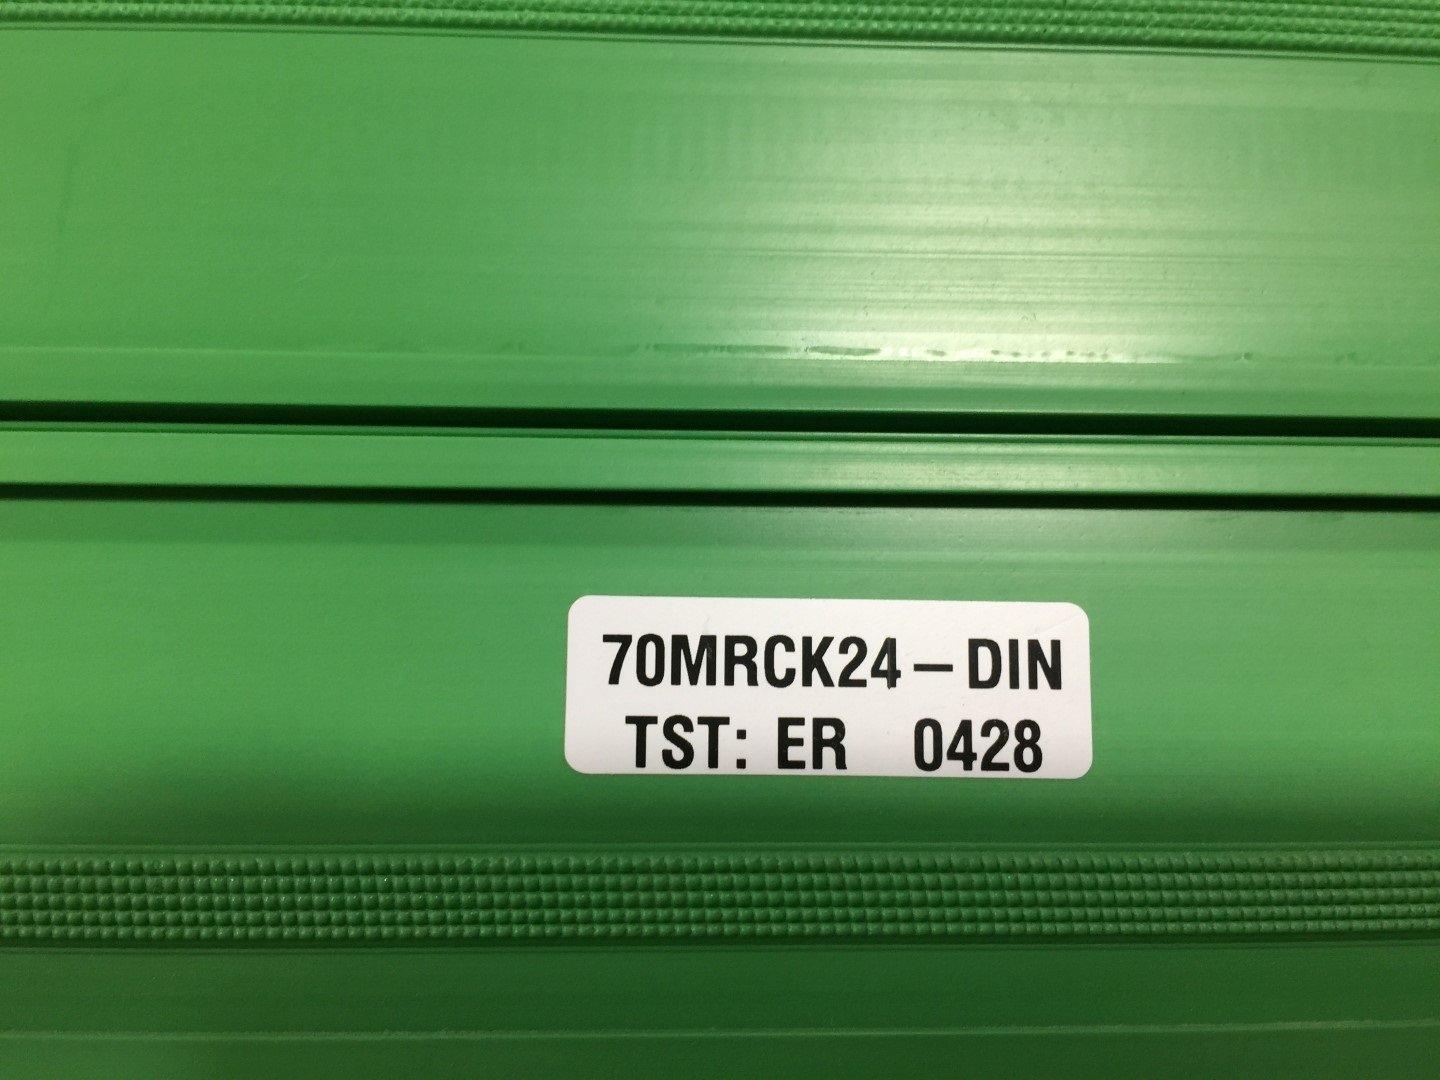 70MRCK24-DIN
TST: ER 0428